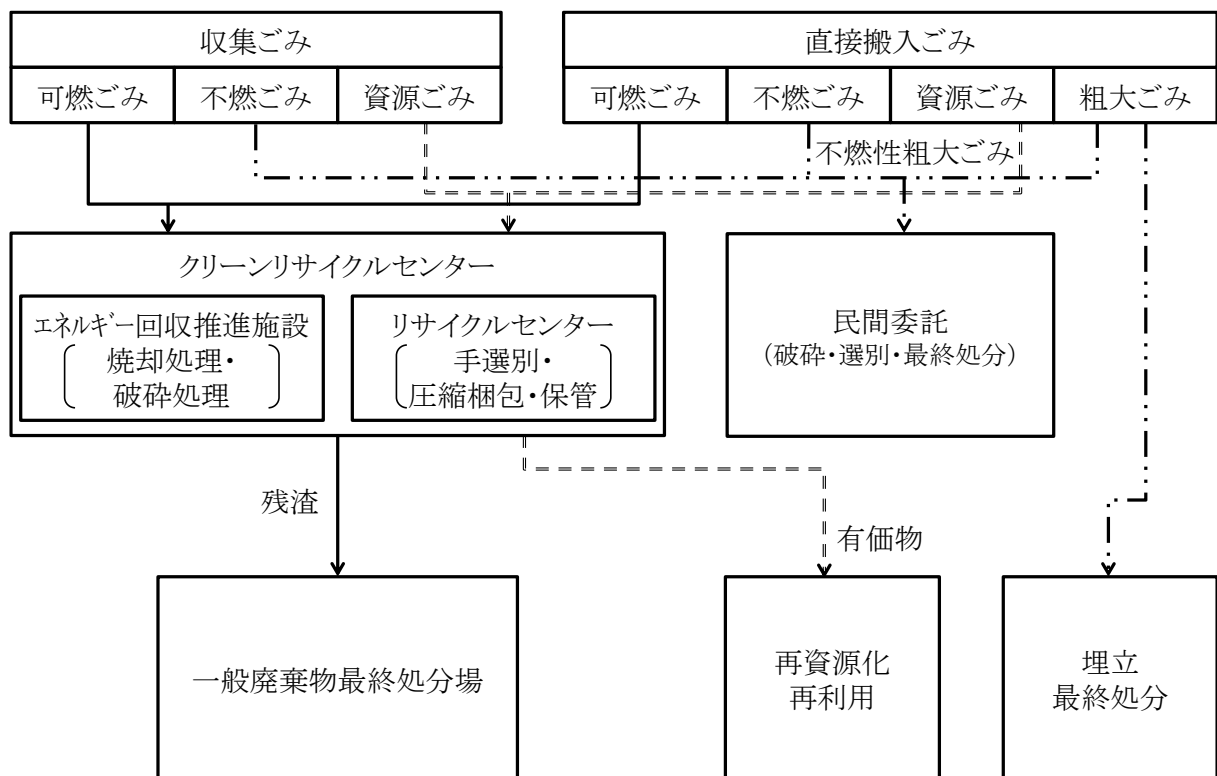 収集ごみ
可燃ごみ
不燃ごみ
資源ごみ
直接搬入ごみ
可燃ごみ
不燃ごみ
資源ごみ
粗大ごみ
不燃性粗大ごみ
クリーンリサイクルセンター
エネルギー回収推進施設
焼却処理・
破砕処理
リサイクルセンター
手選別・
圧縮梱包・保管
民間委託
(破砕・選別・最終処分)
残渣
有価物
一般廃棄物最終処分場
再資源化
再利用
埋立
最終処分